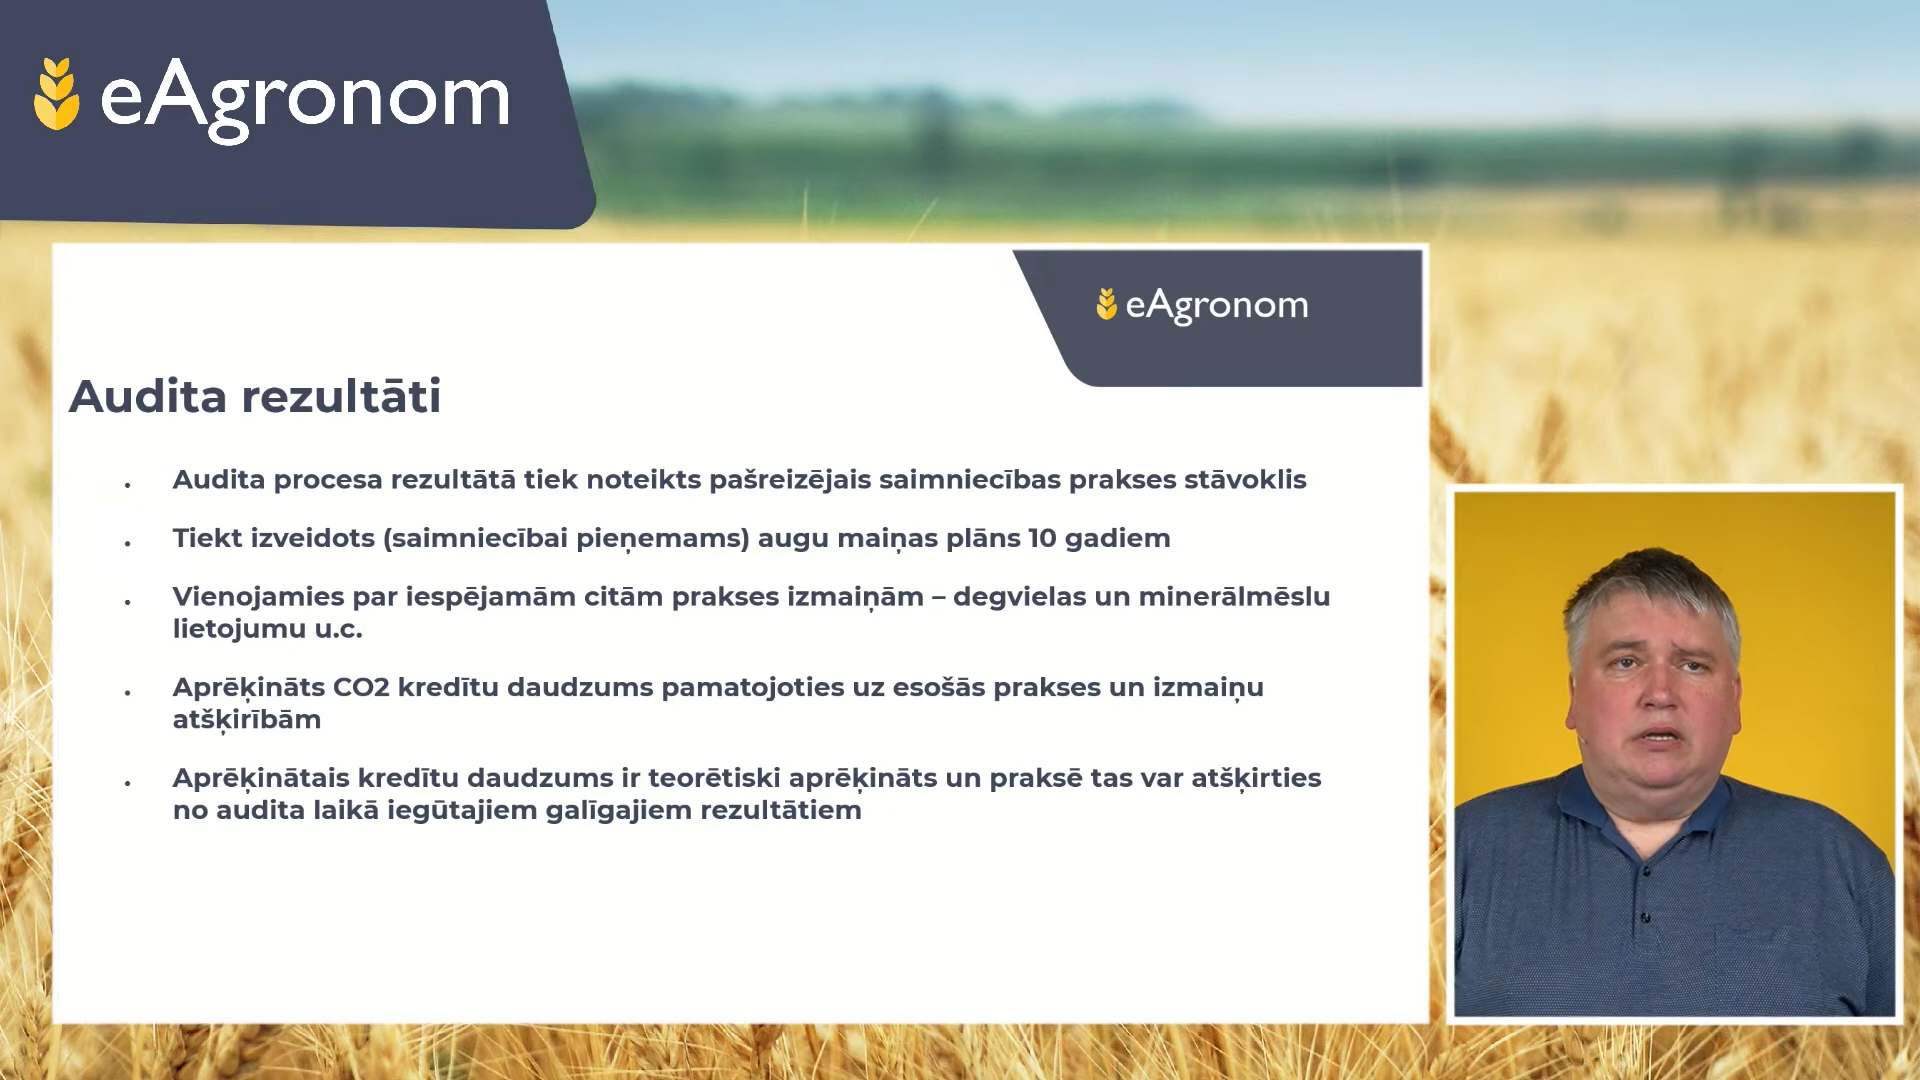 eAgronom
eAgronom
Audita rezultāti
. Audita procesa rezultātā tiek noteikts pašreizējais saimniecības prakses stāvoklis
. Tiekt izveidots (saimniecībai pieņemams) augu maiņas plāns 10 gadiem
. Vienojamies par iespējamām citām prakses izmaiņām – degvielas un minerālmēslu
lietojumu u.c.
. Aprēķināts CO2 kredītu daudzums pamatojoties uz esošās prakses un izmaiņu
atšķirībām
. Aprēķinātais kredītu daudzums ir teorētiski aprēķināts un praksē tas var atšķirties
no audita laikā iegūtajiem galīgajiem rezultātiem